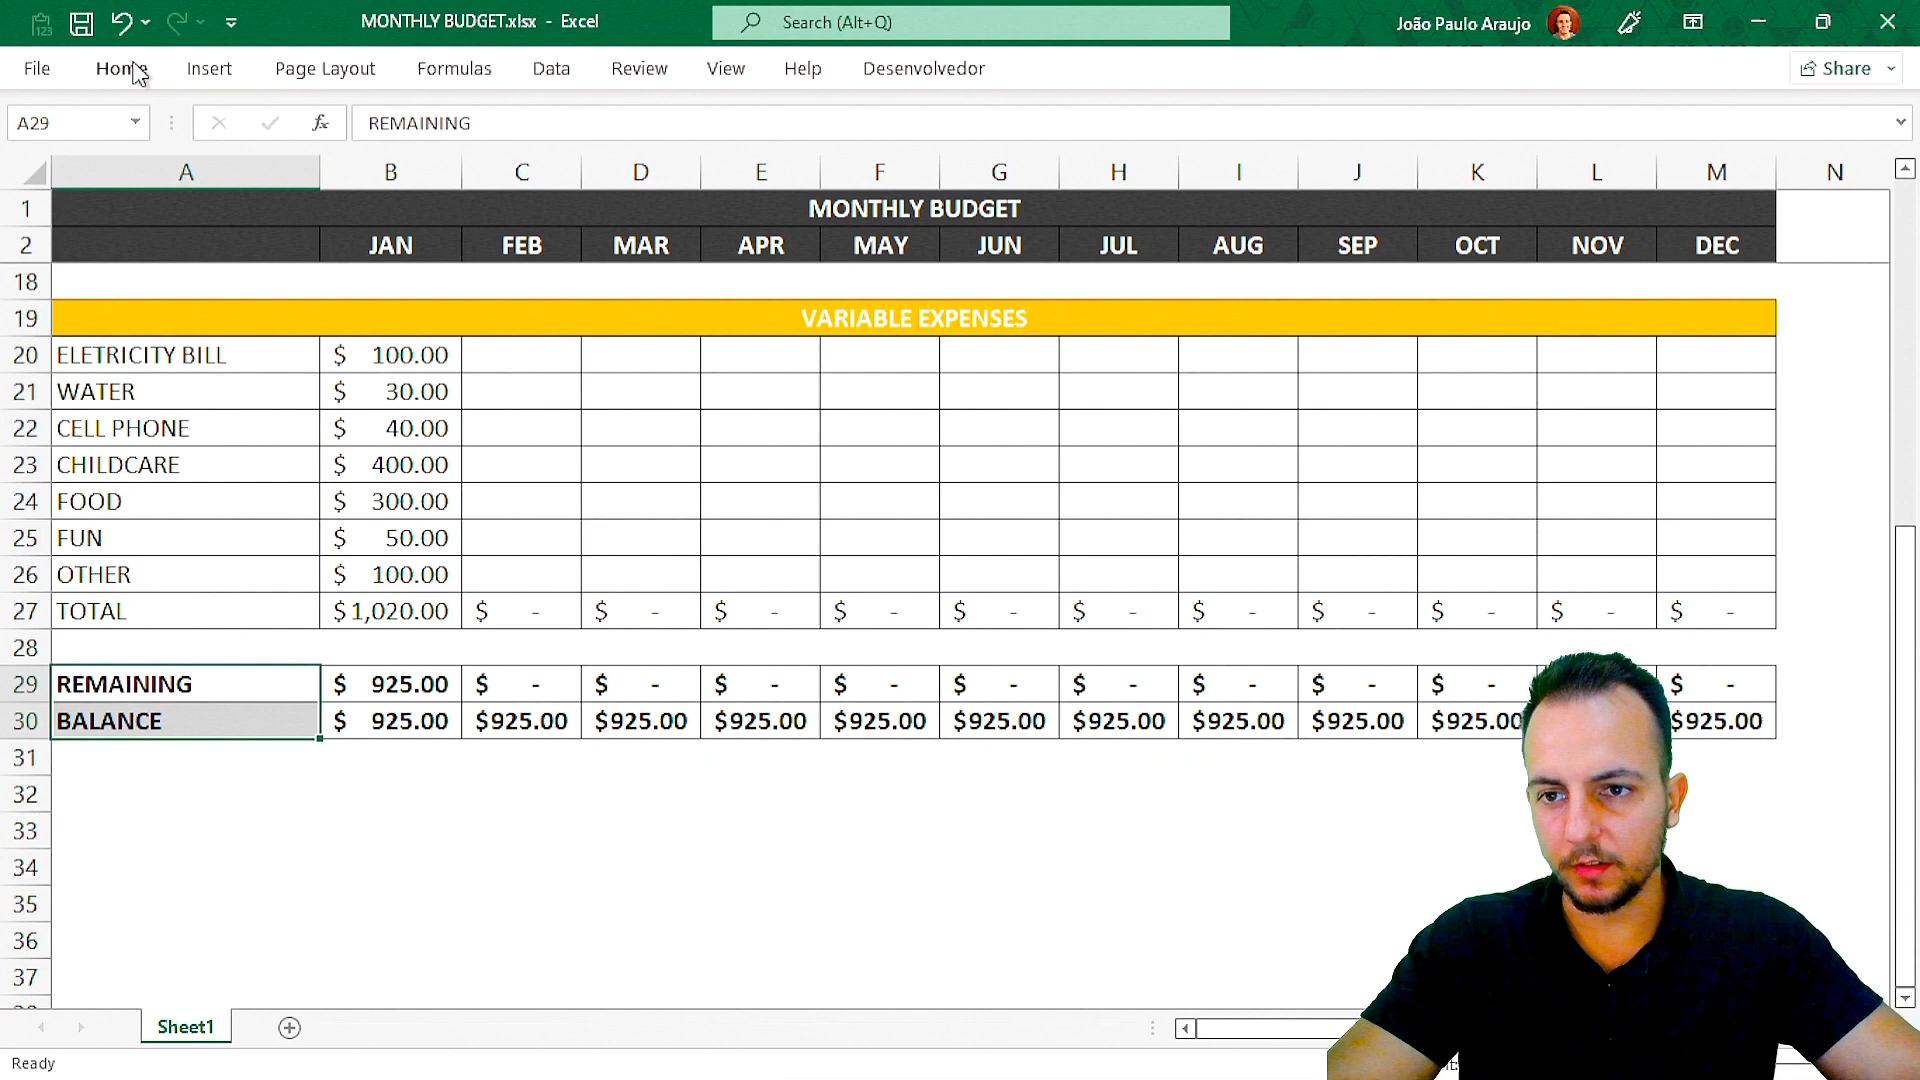 MONTHLY BUDGET.xlsx - Excel
Search (Alt+Q)
João Paulo Araujo
File Home Insert Page Layout Formulas Data Review View Help Desenvolvedor Share
A29 fx REMAINING
A B C D E F G H I J K L M N
1 MONTHLY BUDGET
2 JAN FEB MAR APR MAY JUN JUL AUG SEP OCT NOV DEC
18
19 VARIABLE EXPENSES
20 ELETRICITY BILL $ 100.00
21 WATER $ 30.00
22 CELL PHONE $ 40.00
23 CHILDCARE $ 400.00
24 FOOD $ 300.00
25 FUN $ 50.00
26 OTHER $ 100.00
27 TOTAL $ 1,020.00 $ - $ - $ - $ - $ - $ - $ - $ - $ - $ - $ -
28
29 REMAINING $ 925.00 $ - $ - $ - $ - $ - $ - $ - $ - $ - $ -
30 BALANCE $ 925.00 $925.00 $925.00 $925.00 $925.00 $925.00 $925.00 $925.00 $925.00 $925.00 $925.00
31
32
33
34
35
36
37
Sheet1
Ready